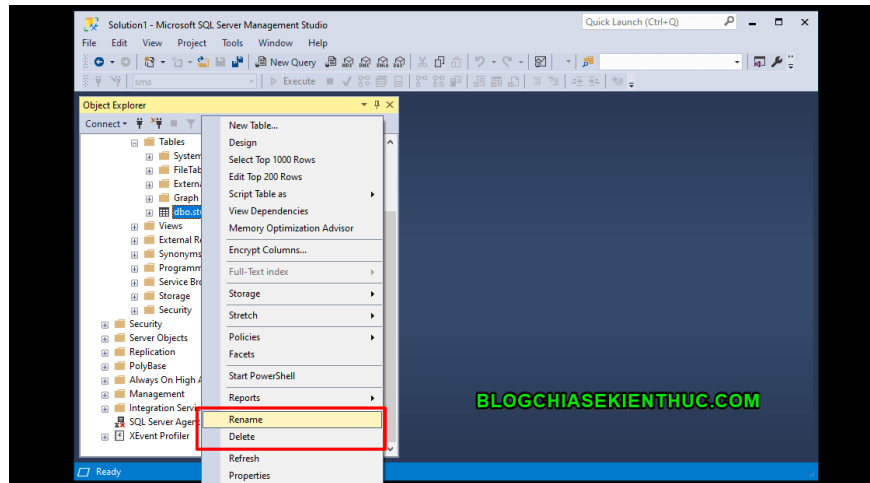 Solution1 - Microsoft SQL Server Management Studio
Quick Launch (Ctrl+Q)
File Edit View Project Tools Window Help
New Query
sms
Execute
Object Explorer
Connect
Tables
System
FileTab
Externa
Graph
dbo.st
Views
External Re
Synonyms
Programm
Service Bro
Storage
Security
Security
Server Objects
Replication
PolyBase
Always On High A
Management
Integration Servi
SQL Server Agen
XEvent Profiler
New Table...
Design
Select Top 1000 Rows
Edit Top 200 Rows
Script Table as
View Dependencies
Memory Optimization Advisor
Encrypt Columns...
Full-Text index
Storage
Stretch
Policies
Facets
Start PowerShell
Reports
Rename
Delete
Refresh
Properties
BLOGCHIASEKIENTHUC.COM
Ready